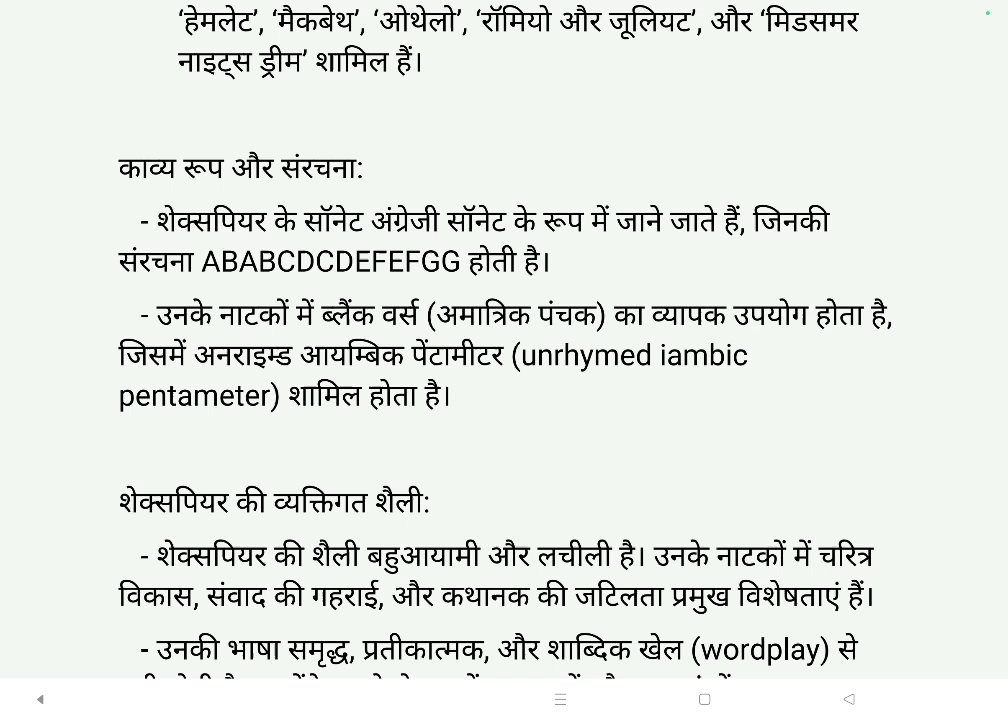 ‘हेमलेट’, ‘मैकबेथ’, ‘ओथेलो’, ‘रॉमियो और जूलियट’, और ‘मिडसमर
नाइट्स ड्रीम’ शामिल हैं।
काव्य रूप और संरचना:
- शेक्सपियर के सॉनेट अंग्रेजी सॉनेट के रूप में जाने जाते हैं, जिनकी
संरचना ABABCDCDEFEFGG होती है।
- उनके नाटकों में ब्लैंक वर्स (अमात्रिक पंचक) का व्यापक उपयोग होता है,
जिसमें अनराइम्ड आयम्बिक पेंटामीटर (unrhymed iambic
pentameter) शामिल होता है।
शेक्सपियर की व्यक्तिगत शैली:
- शेक्सपियर की शैली बहुआयामी और लचीली है। उनके नाटकों में चरित्र
विकास, संवाद की गहराई, और कथानक की जटिलता प्रमुख विशेषताएं हैं।
- उनकी भाषा समृद्ध, प्रतीकात्मक, और शाब्दिक खेल (wordplay) से